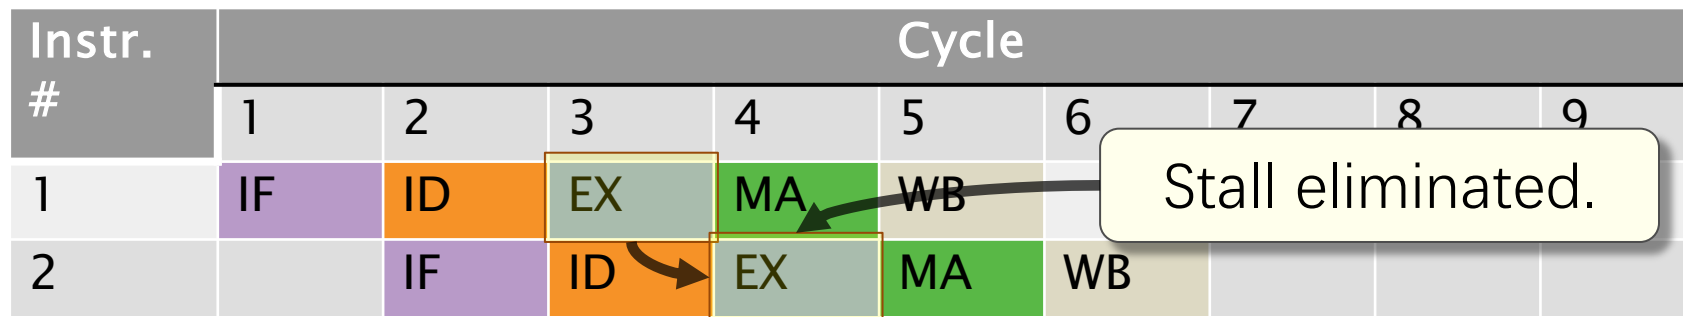 Instr. Cycle
#
1 2 3 4 5 6 7 8 9
1 IF ID EX MA WB
Stall eliminated.
2 IF ID EX MA WB